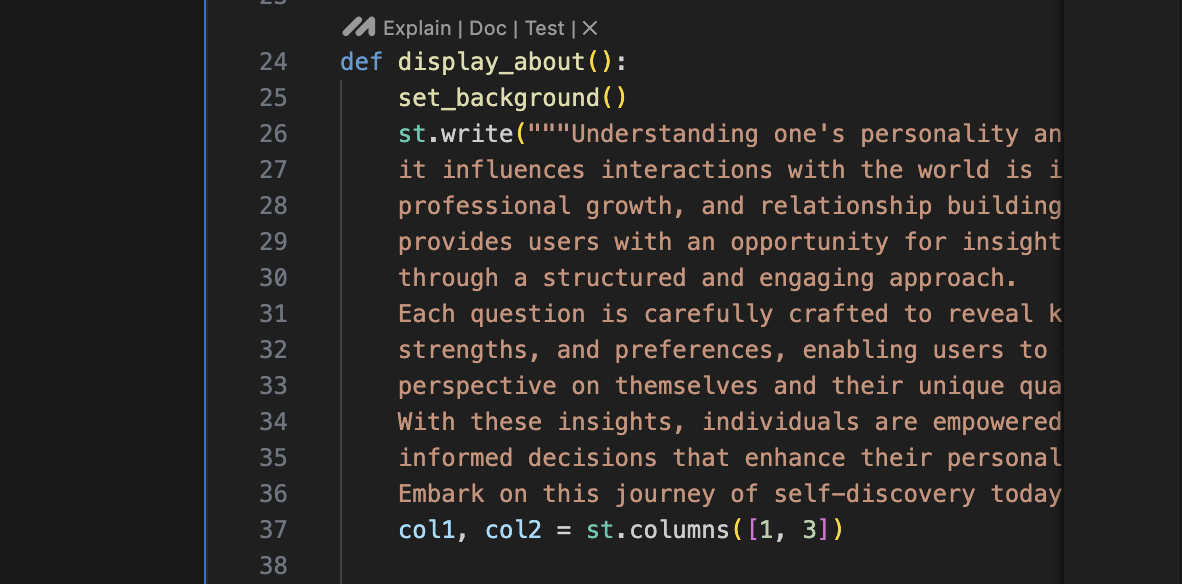 Explain | Doc | Test | X
24 def display_about():
25 set_background()
26 st.write("""Understanding one's personality an
27 it influences interactions with the world is i
28 professional growth, and relationship building
29 provides users with an opportunity for insight
30 through a structured and engaging approach.
31 Each question is carefully crafted to reveal k
32 strengths, and preferences, enabling users to
33 perspective on themselves and their unique qua
34 With these insights, individuals are empowered
35 informed decisions that enhance their personal
36 Embark on this journey of self-discovery today
37 col1, col2 = st.columns([1, 3])
38